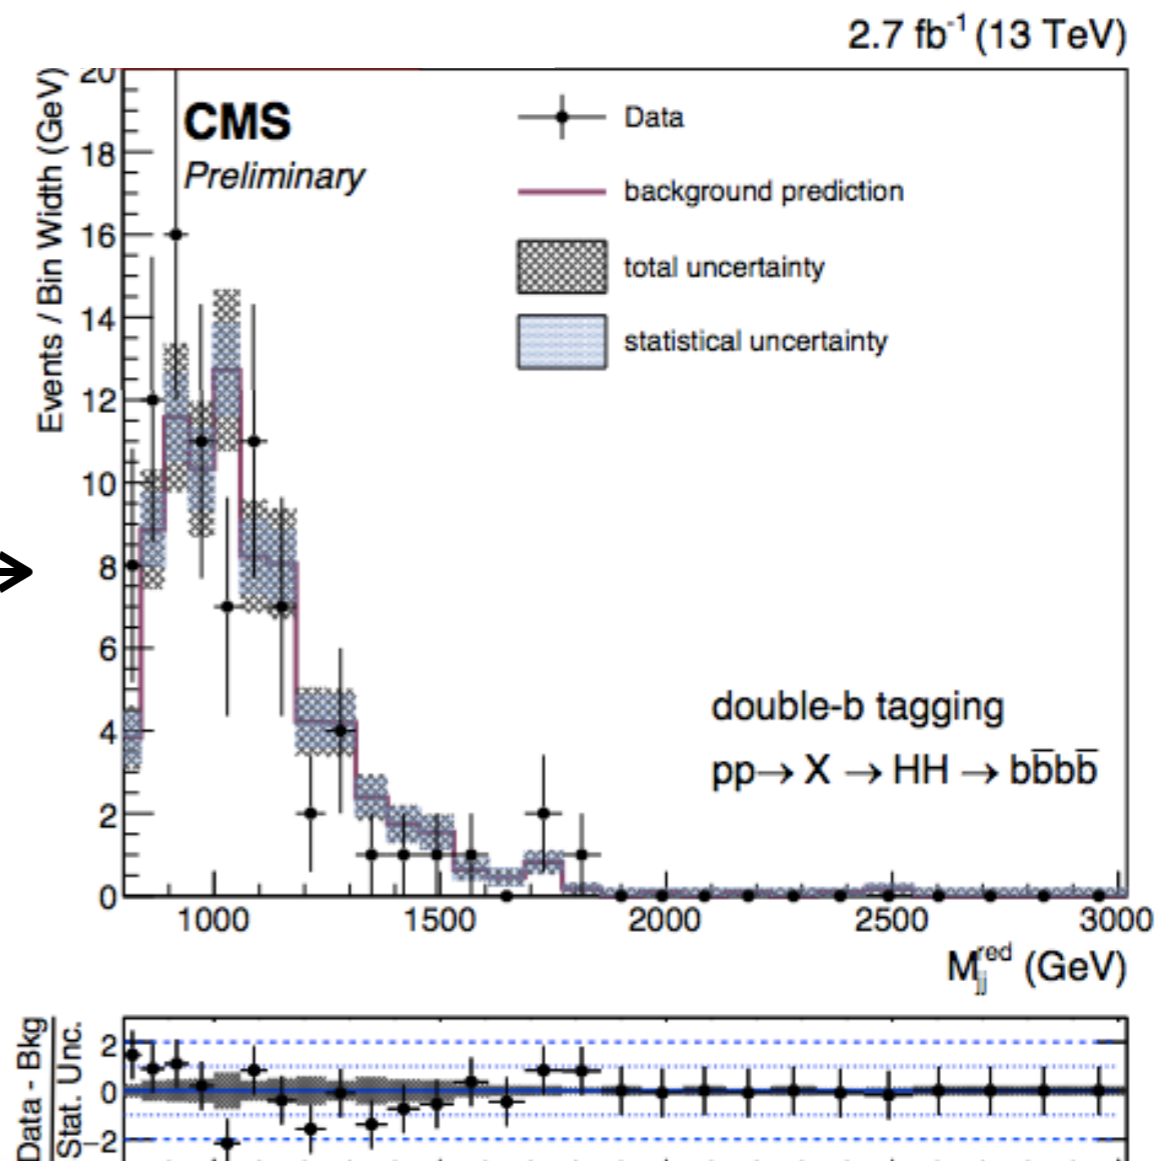 2.7 fb⁻¹ (13 TeV)
Events / Bin Width (GeV)
20
18
16
14
12
10
8
6
4
2
0
CMS
Preliminary
Data
background prediction
total uncertainty
statistical uncertainty
double-b tagging
pp→ X → HH → bb̅bb̅
1000
1500
2000
2500
3000
M_jj^red (GeV)
Data - Bkg
Stat. Unc.
2
0
−2